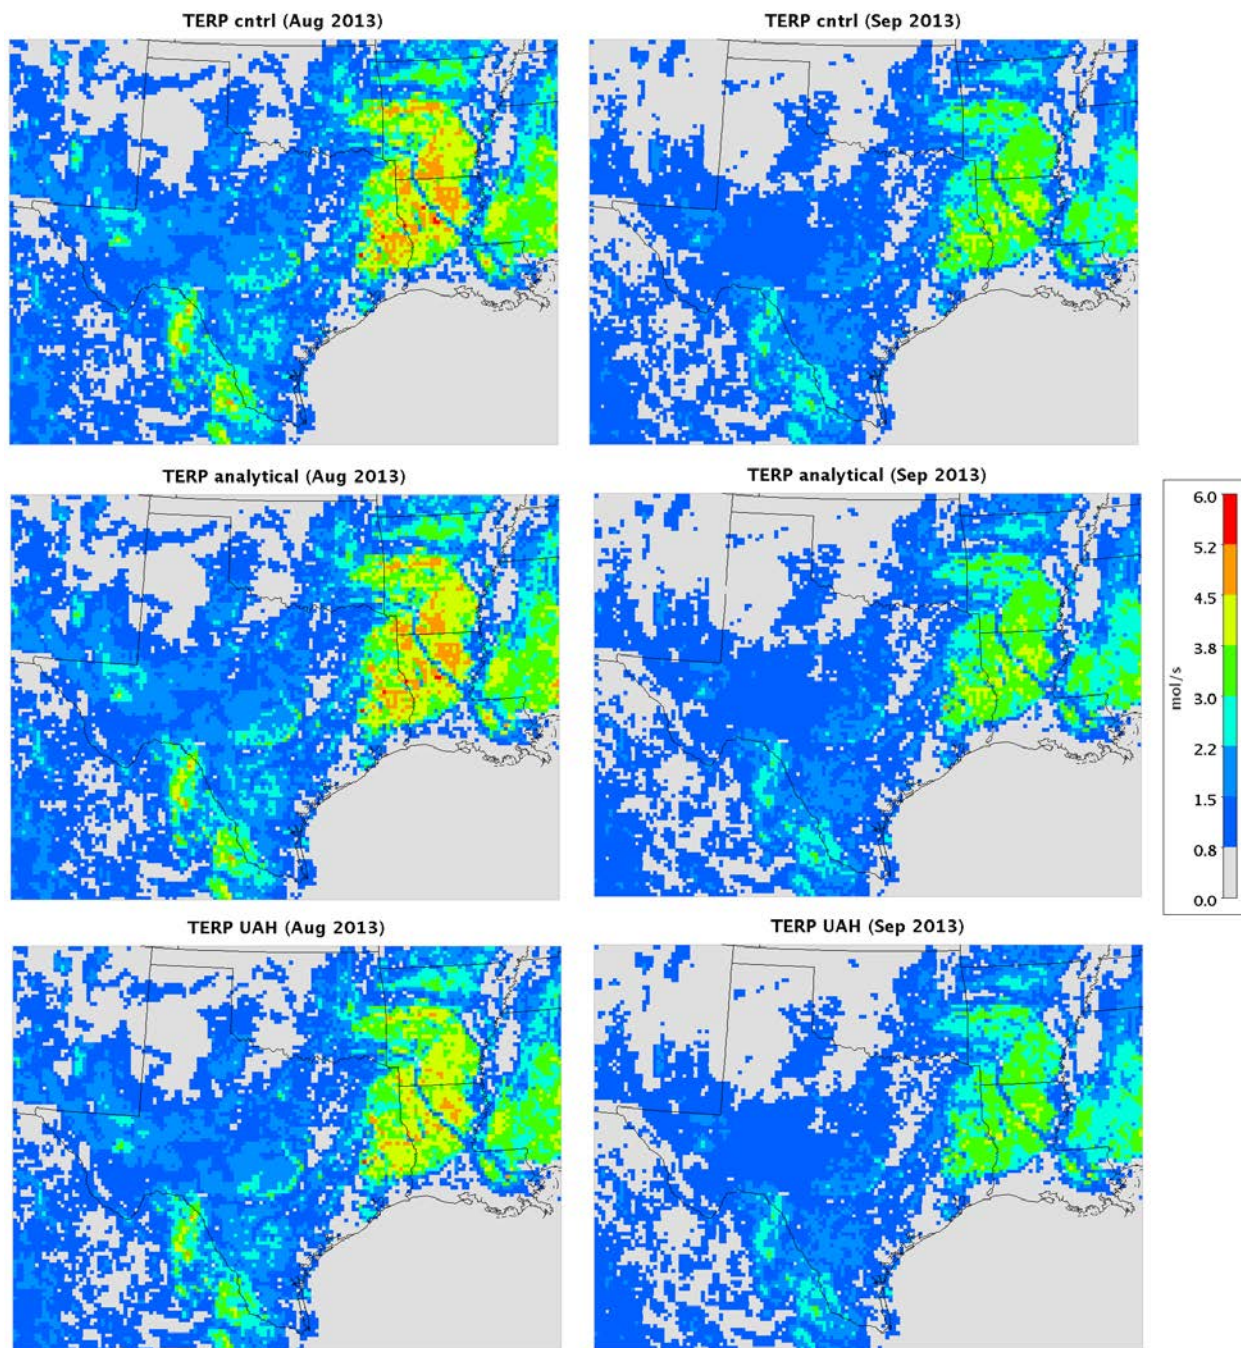 TERP cntrl (Aug 2013)
TERP cntrl (Sep 2013)
TERP analytical (Aug 2013)
TERP analytical (Sep 2013)
6.0
5.2
4.5
3.8
3.0
2.2
1.5
0.8
0.0
mol/s
TERP UAH (Aug 2013)
TERP UAH (Sep 2013)